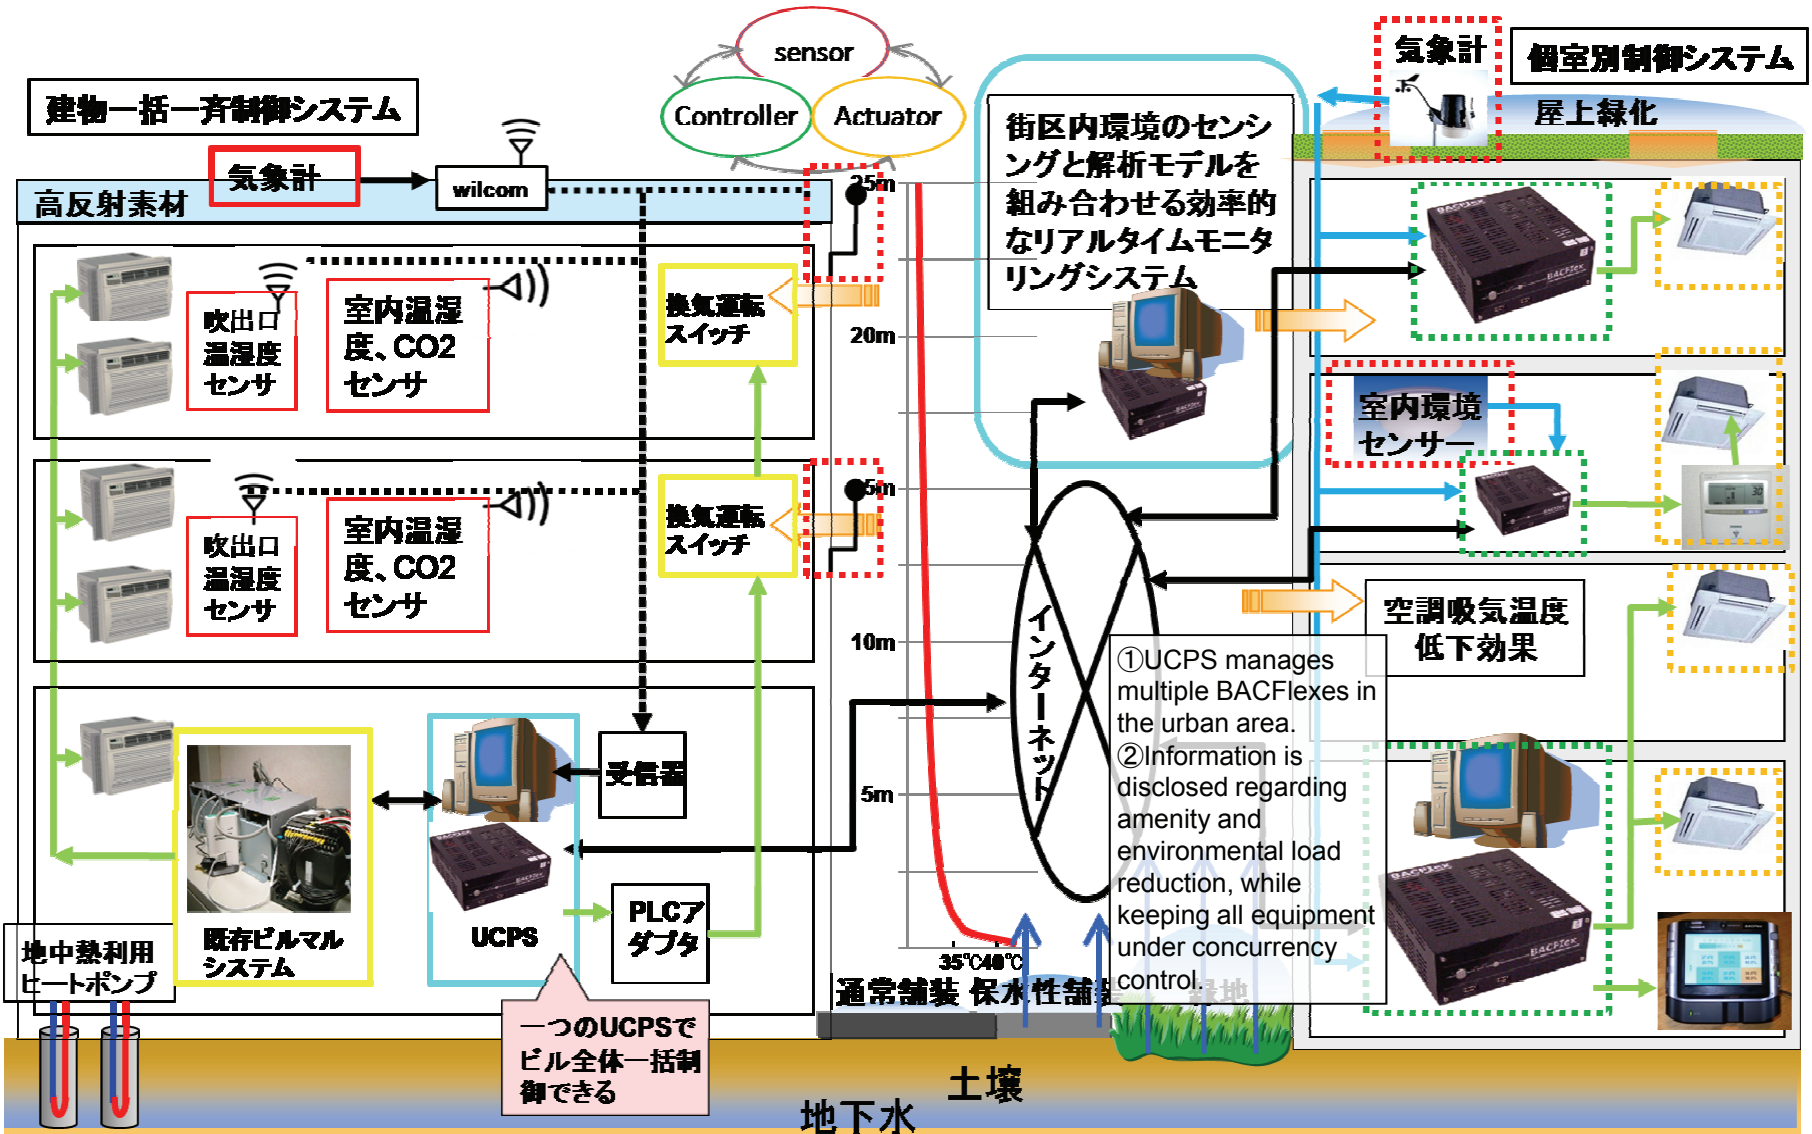 sensor
Controller
Actuator
建物一括一斉制御システム
気象計
wilcom
高反射素材
吹出口
温湿度
センサ
室内温湿
度、CO2
センサ
換気運転
スイッチ
吹出口
温湿度
センサ
室内温湿
度、CO2
センサ
換気運転
スイッチ
既存ビルマル
システム
UCPS
受信器
PLCア
ダプタ
地中熱利用
ヒートポンプ
一つのUCPSで
ビル全体一括制
御できる
25m
20m
10m
5m
35℃40℃
通常舗装
保水性舗装
緑地
土壌
地下水
街区内環境のセンシ
ングと解析モデルを
組み合わせる効率的
なリアルタイムモニタ
リングシステム
インターネット
①UCPS manages
multiple BACFlexes in
the urban area.
②Information is
disclosed regarding
amenity and
environmental load
reduction, while
keeping all equipment
under concurrency
control.
気象計
個室別制御システム
屋上緑化
BACFlex
BACFlex
室内環境
センサー
30
空調吸気温度
低下効果
BACFlex
BACFlex